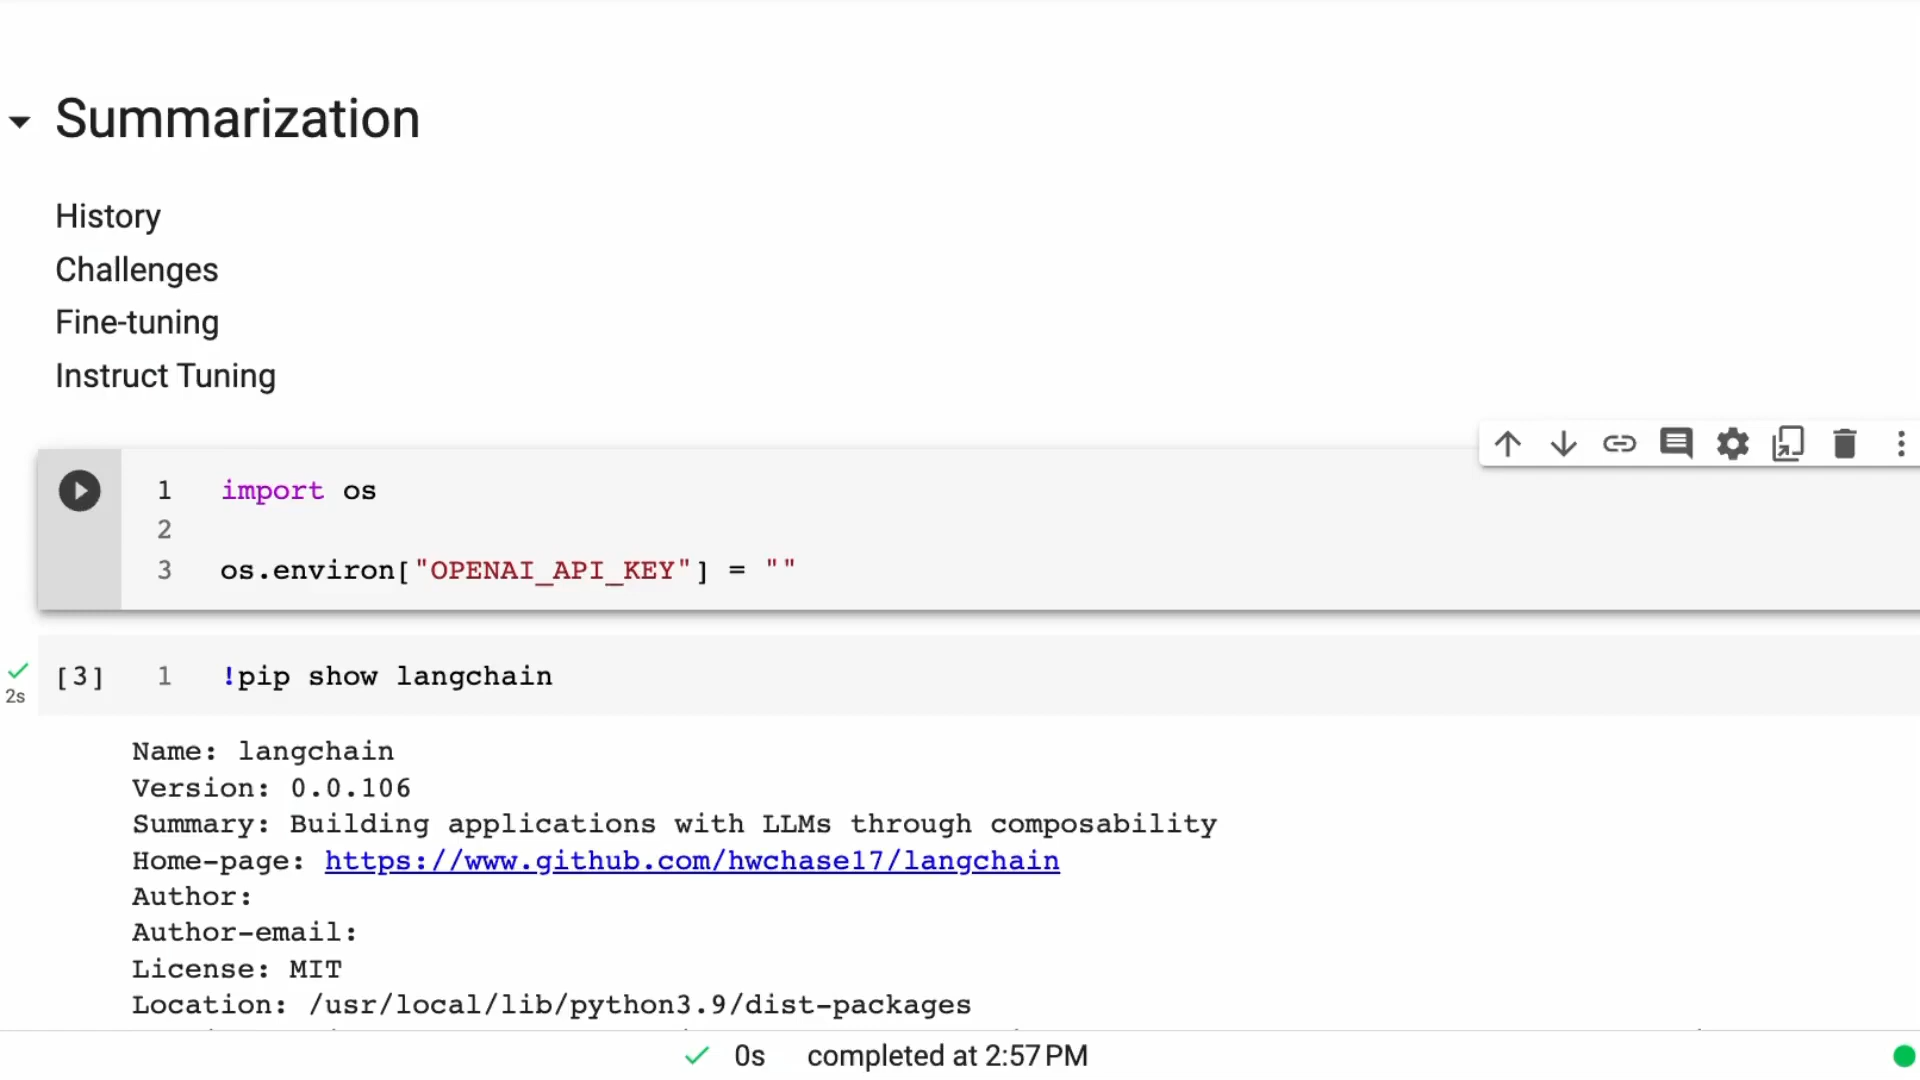 Summarization
History
Challenges
Fine-tuning
Instruct Tuning
1 import os
2
3 os.environ["OPENAI_API_KEY"] = ""
[3] 1 !pip show langchain
2s
Name: langchain
Version: 0.0.106
Summary: Building applications with LLMs through composability
Home-page: https://www.github.com/hwchase17/langchain
Author:
Author-email:
License: MIT
Location: /usr/local/lib/python3.9/dist-packages
0s completed at 2:57 PM